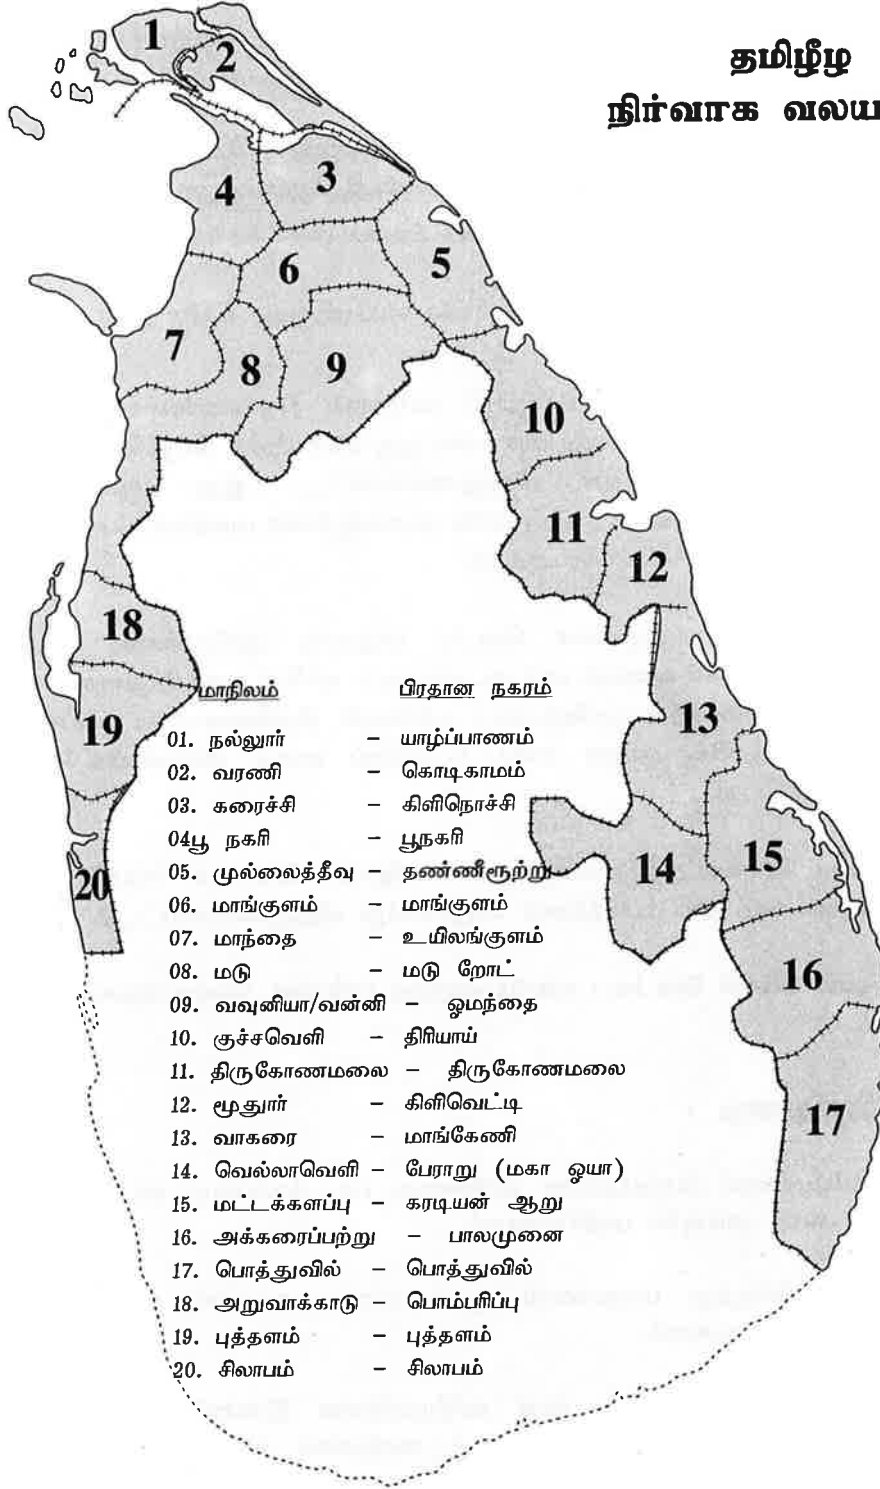 தமிழீழ
நிர்வாக வலய
1
2
3
4
5
6
7
8
9
10
11
12
18
மாநிலம் பிரதான நகரம்
13
19
01. நல்லூர் – யாழ்ப்பாணம்
02. வரணி – கொடிகாமம்
03. கரைச்சி – கிளிநொச்சி
04பூ நகரி – பூநகரி
14
15
20
05. முல்லைத்தீவு – தண்ணீரூற்று
06. மாங்குளம் – மாங்குளம்
07. மாந்தை – உயிலங்குளம்
08. மடு – மடு றோட்
16
09. வவுனியா/வன்னி – ஓமந்தை
10. குச்சவெளி – திரியாய்
11. திருகோணமலை – திருகோணமலை
12. மூதூர் – கிளிவெட்டி
17
13. வாகரை – மாங்கேணி
14. வெல்லாவெளி – பேராறு (மகா ஓயா)
15. மட்டக்களப்பு – கரடியன் ஆறு
16. அக்கரைப்பற்று – பாலமுனை
17. பொத்துவில் – பொத்துவில்
18. அறுவாக்காடு – பொம்பரிப்பு
19. புத்தளம் – புத்தளம்
20. சிலாபம் – சிலாபம்